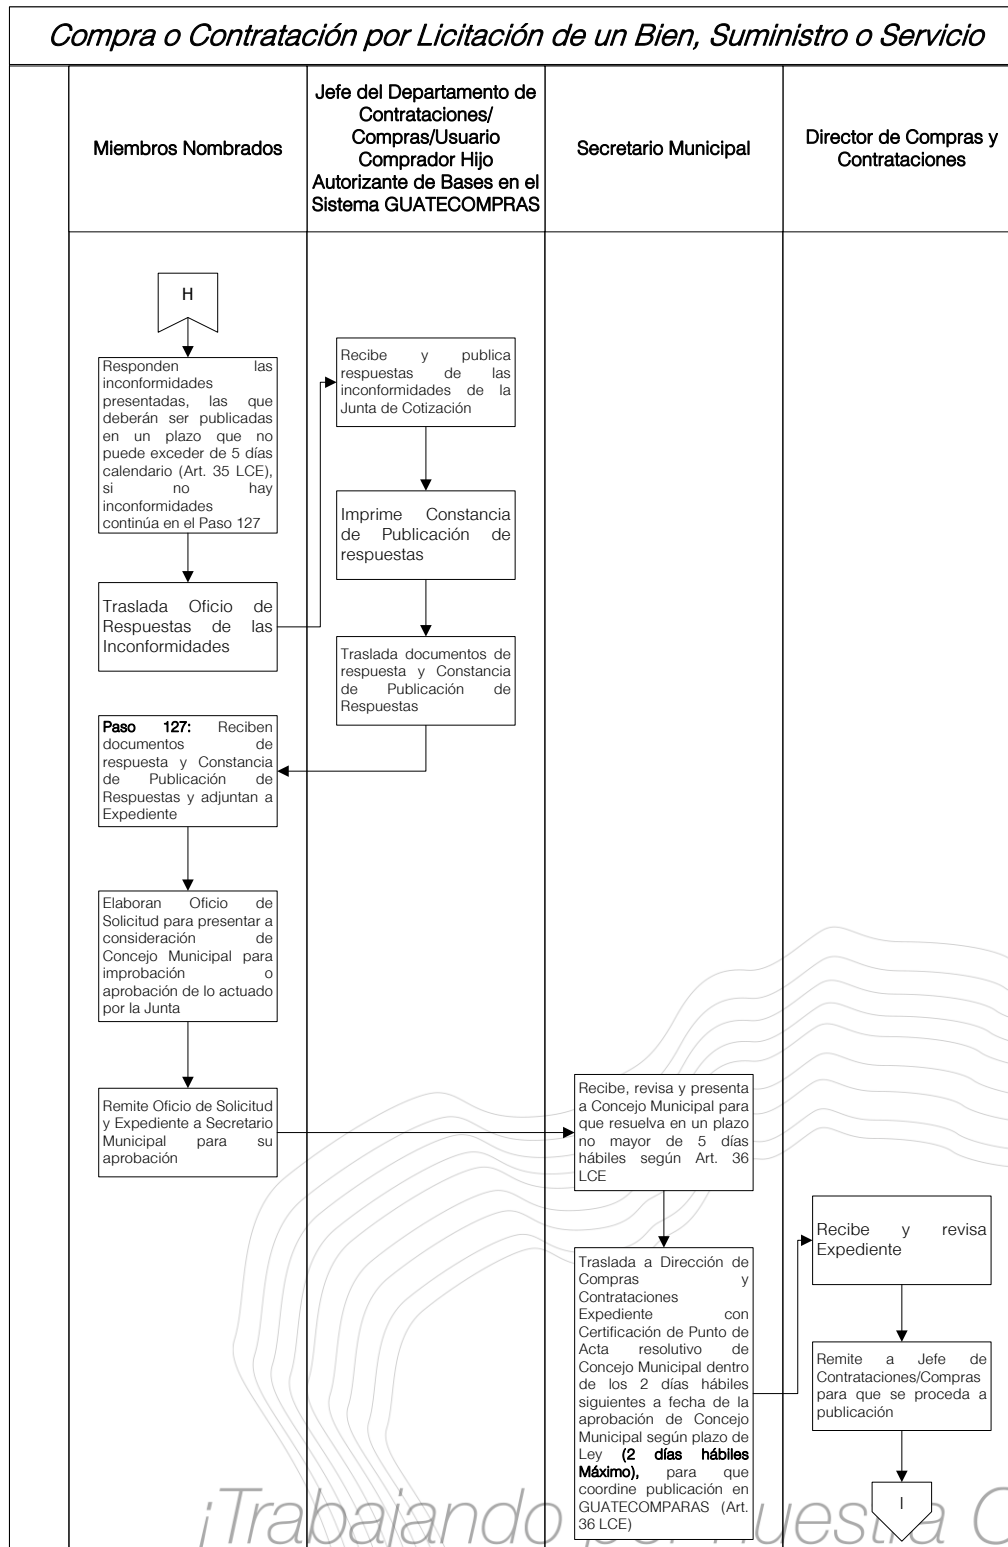 Compra o Contratación por Licitación de un Bien, Suministro o Servicio
Miembros Nombrados
Jefe del Departamento de
Contrataciones/
Compras/Usuario
Comprador Hijo
Autorizante de Bases en el
Sistema GUATECOMPRAS
Secretario Municipal
Director de Compras y
Contrataciones
H
Responden las
inconformidades
presentadas, las que
deberán ser publicadas
en un plazo que no
puede exceder de 5 días
calendario (Art. 35 LCE),
si no hay
inconformidades
continúa en el Paso 127
Traslada Oficio de
Respuestas de las
Inconformidades
Recibe y publica
respuestas de las
inconformidades de la
Junta de Cotización
Imprime Constancia
de Publicación de
respuestas
Traslada documentos de
respuesta y Constancia
de Publicación de
Respuestas
Paso 127: Reciben
documentos de
respuesta y Constancia
de Publicación de
Respuestas y adjuntan a
Expediente
Elaboran Oficio de
Solicitud para presentar a
consideración de
Concejo Municipal para
improbación o
aprobación de lo actuado
por la Junta
Remite Oficio de Solicitud
y Expediente a Secretario
Municipal para su
aprobación
Recibe, revisa y presenta
a Concejo Municipal para
que resuelva en un plazo
no mayor de 5 días
hábiles según Art. 36
LCE
Traslada a Dirección de
Compras y
Contrataciones
Expediente con
Certificación de Punto de
Acta resolutivo de
Concejo Municipal dentro
de los 2 días hábiles
siguientes a fecha de la
aprobación de Concejo
Municipal según plazo de
Ley (2 días hábiles
Máximo), para que
coordine publicación en
GUATECOMPARAS (Art.
36 LCE)
Recibe y revisa
Expediente
Remite a Jefe de
Contrataciones/Compras
para que se proceda a
publicación
I
¡Trabajando